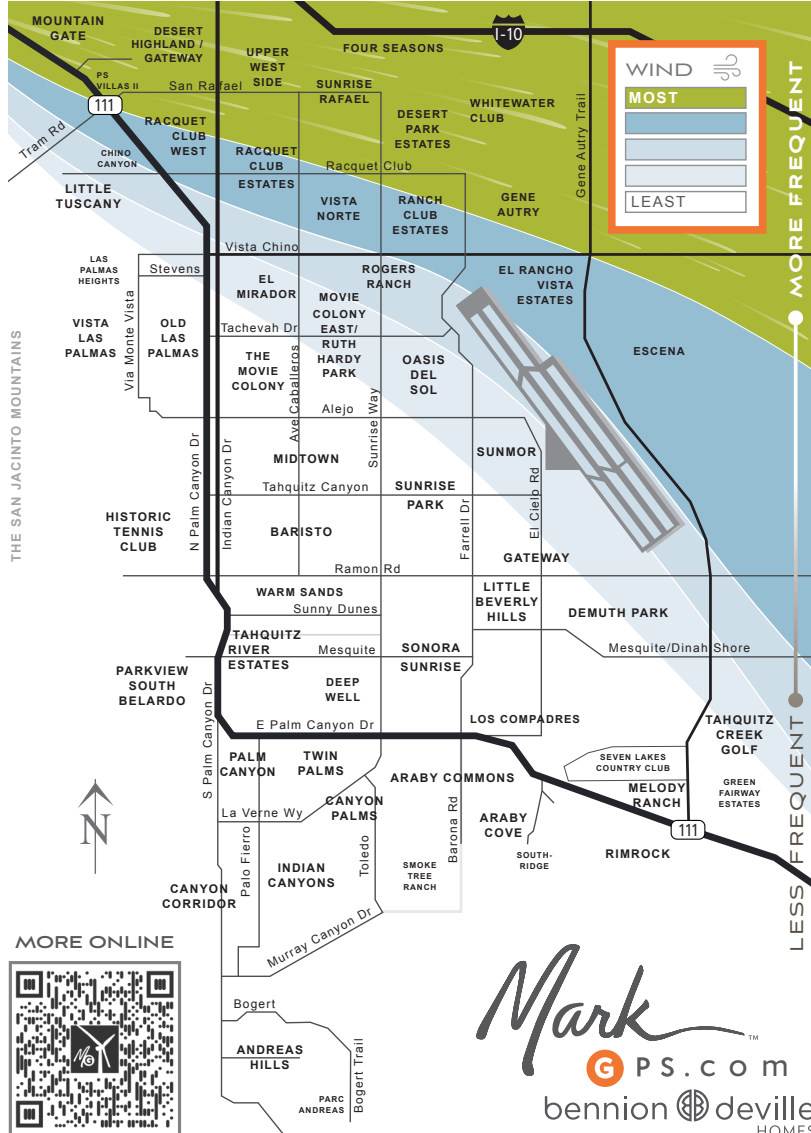 MOUNTAIN
GATE
DESERT
HIGHLAND /
GATEWAY
UPPER
WEST
SIDE
FOUR SEASONS
I-10
WIND
MOST
LEAST
MORE FREQUENT
PS
VILLAS II
San Rafael
SUNRISE
RAFAEL
111
Tram Rd
RACQUET
CLUB
WEST
DESERT
PARK
ESTATES
WHITEWATER
CLUB
Gene Autry Trail
CHINO
CANYON
RACQUET
CLUB
ESTATES
Racquet Club
LITTLE
TUSCANY
VISTA
NORTE
RANCH
CLUB
ESTATES
GENE
AUTRY
Vista Chino
LAS
PALMAS
HEIGHTS
Stevens
EL
MIRADOR
ROGERS
RANCH
EL RANCHO
VISTA
ESTATES
Via Monte Vista
VISTA
LAS
PALMAS
OLD
LAS
PALMAS
MOVIE
COLONY
EAST/
RUTH
HARDY
PARK
Tachevah Dr
THE
MOVIE
COLONY
Ave Caballeros
OASIS
DEL
SOL
ESCENA
THE SAN JACINTO MOUNTAINS
Sunrise Way
Alejo
N Palm Canyon Dr
Indian Canyon Dr
MIDTOWN
SUNMOR
Tahquitz Canyon
SUNRISE
PARK
El Cielo Rd
Farrell Dr
HISTORIC
TENNIS
CLUB
BARISTO
GATEWAY
Ramon Rd
WARM SANDS
Sunny Dunes
LITTLE
BEVERLY
HILLS
DEMUTH PARK
TAHQUITZ
RIVER
ESTATES
Mesquite
SONORA
SUNRISE
Mesquite/Dinah Shore
PARKVIEW
SOUTH
BELARDO
DEEP
WELL
S Palm Canyon Dr
E Palm Canyon Dr
LOS COMPADRES
TAHQUITZ
CREEK
GOLF
PALM
CANYON
TWIN
PALMS
SEVEN LAKES
COUNTRY CLUB
ARABY COMMONS
MELODY
RANCH
GREEN
FAIRWAY
ESTATES
N
La Verne Wy
CANYON
PALMS
Barona Rd
ARABY
COVE
111
Palo Fierro
Toledo
SOUTH-
RIDGE
RIMROCK
LESS FREQUENT
CANYON
CORRIDOR
INDIAN
CANYONS
SMOKE
TREE
RANCH
Murray Canyon Dr
MORE ONLINE
MG
Bogert
ANDREAS
HILLS
Bogert Trail
PARC
ANDREAS
Mark ™
GPS.com
bennion deville
HOMES